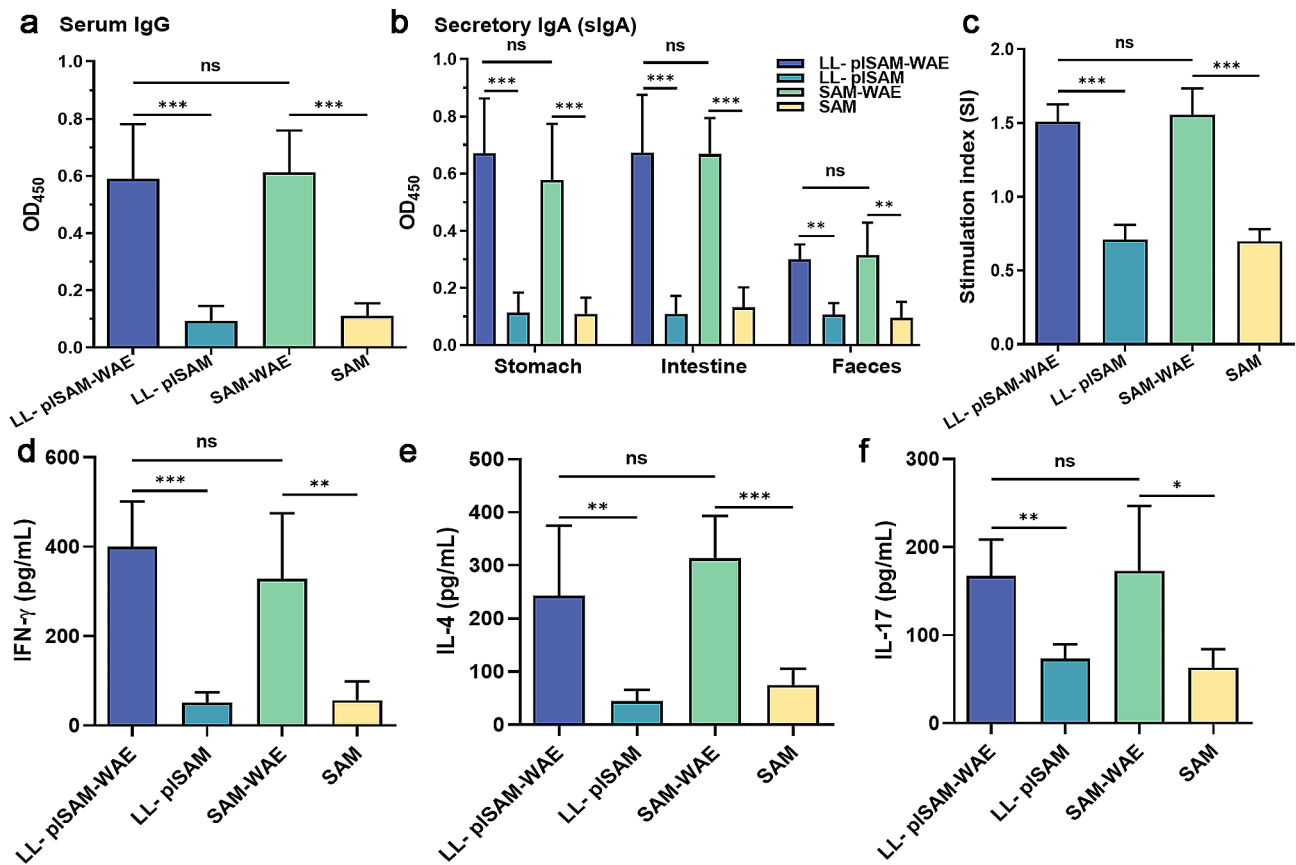 a Serum IgG
OD450
1.0
0.8
0.6
0.4
0.2
0.0
ns
***
***
LL- pISAM-WAE
LL- pISAM
SAM-WAE
SAM
b Secretory IgA (sIgA)
OD450
1.0
0.8
0.6
0.4
0.2
0.0
ns
***
***
ns
***
***
ns
**
**
LL- pISAM-WAE
LL- pISAM
SAM-WAE
SAM
Stomach
Intestine
Faeces
c
Stimulation index (SI)
2.0
1.5
1.0
0.5
0.0
ns
***
***
LL- pISAM-WAE
LL- pISAM
SAM-WAE
SAM
d
IFN-γ (pg/mL)
600
400
200
0
ns
***
**
LL- pISAM-WAE
LL- pISAM
SAM-WAE
SAM
e
IL-4 (pg/mL)
500
400
300
200
100
0
ns
**
***
LL- pISAM-WAE
LL- pISAM
SAM-WAE
SAM
f
IL-17 (pg/mL)
300
200
100
0
ns
**
*
LL- pISAM-WAE
LL- pISAM
SAM-WAE
SAM